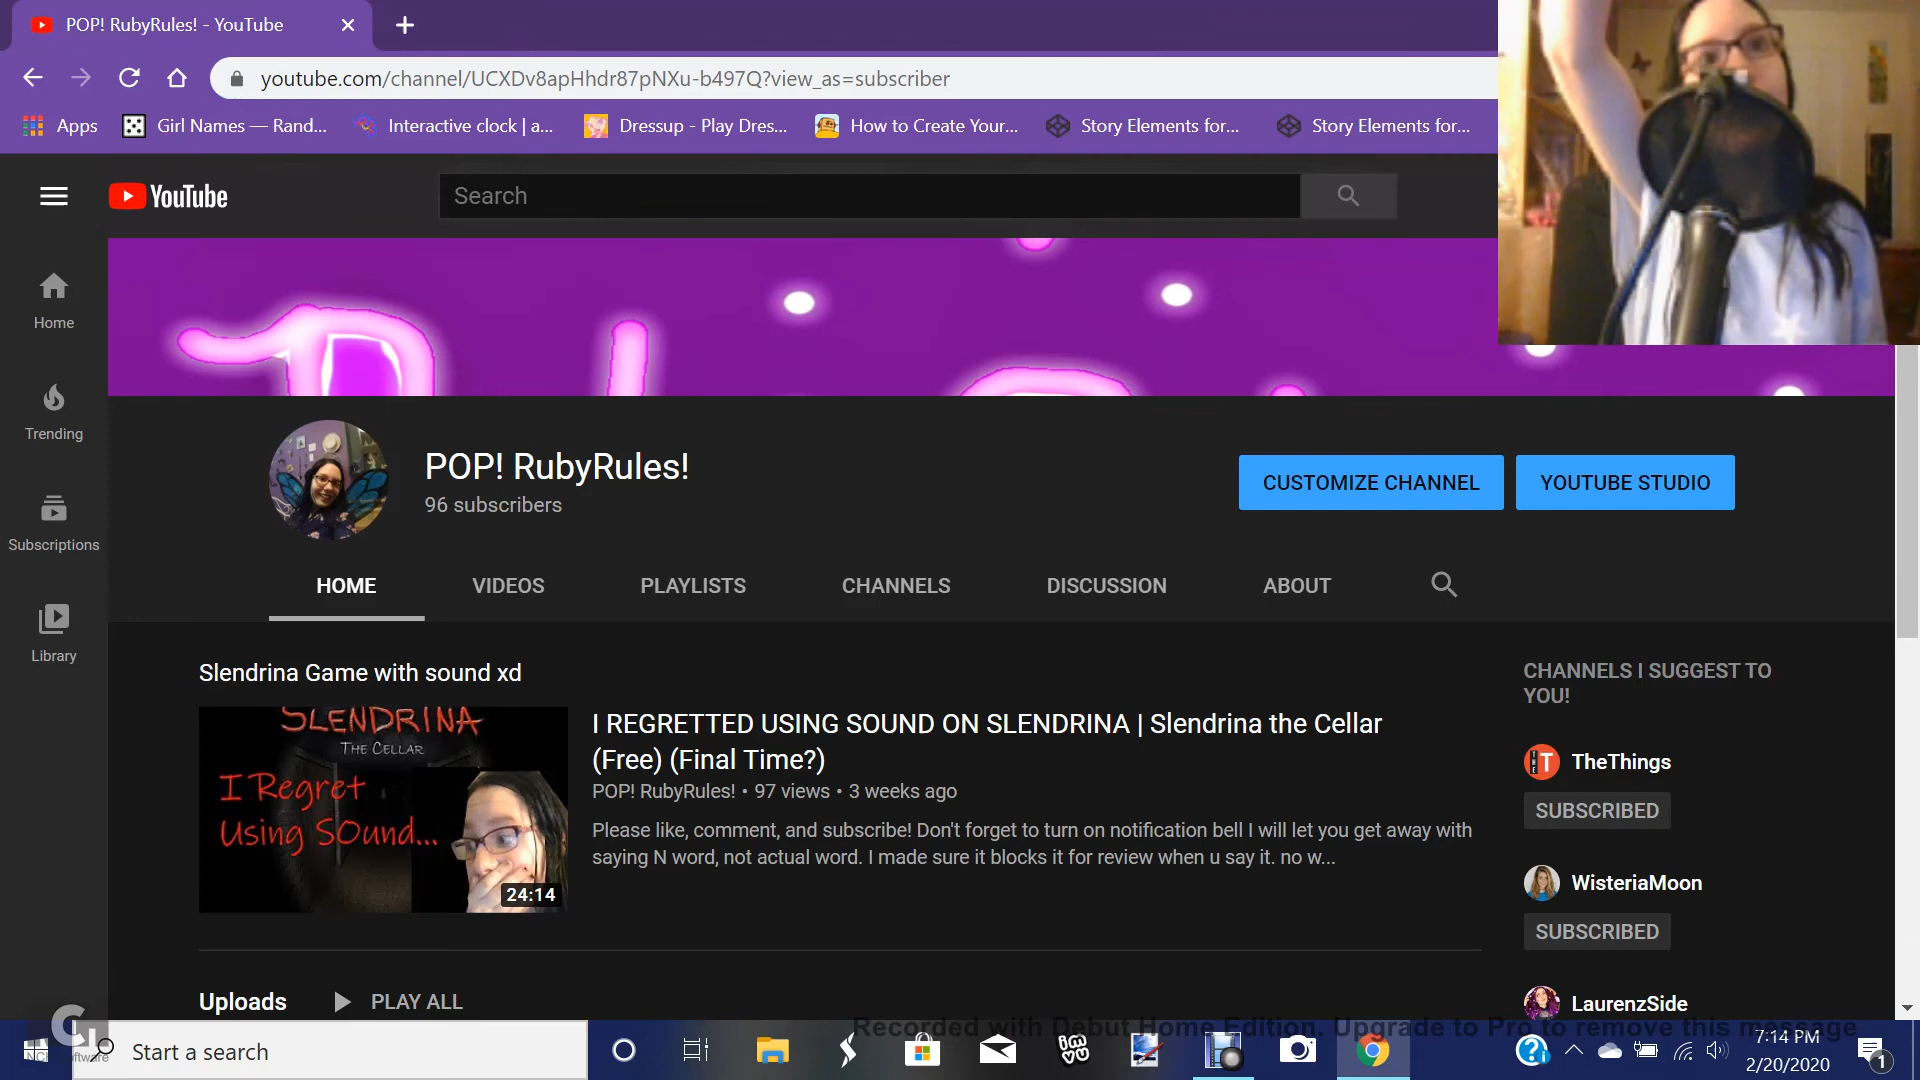 POP! RubyRules! - YouTube
youtube.com/channel/UCXDv8apHhdr87pNXu-b497Q?view_as=subscriber
Apps
Girl Names — Rand...
Interactive clock | a...
Dressup - Play Dres...
How to Create Your...
Story Elements for...
Story Elements for...
YouTube
Search
Home
Trending
Subscriptions
Library
POP! RubyRules!
96 subscribers
CUSTOMIZE CHANNEL
YOUTUBE STUDIO
HOME
VIDEOS
PLAYLISTS
CHANNELS
DISCUSSION
ABOUT
Slendrina Game with sound xd
SLENDRINA
THE CELLAR
I Regret
Using SOund...
24:14
I REGRETTED USING SOUND ON SLENDRINA | Slendrina the Cellar
(Free) (Final Time?)
POP! RubyRules! • 97 views • 3 weeks ago
Please like, comment, and subscribe! Don't forget to turn on notification bell I will let you get away with
saying N word, not actual word. I made sure it blocks it for review when u say it. no w...
CHANNELS I SUGGEST TO
YOU!
TheThings
SUBSCRIBED
WisteriaMoon
SUBSCRIBED
LaurenzSide
Uploads
PLAY ALL
Recorded with Debut Home Edition. Upgrade to Pro to remove this message
NCH Software
Start a search
7:14 PM
2/20/2020
1